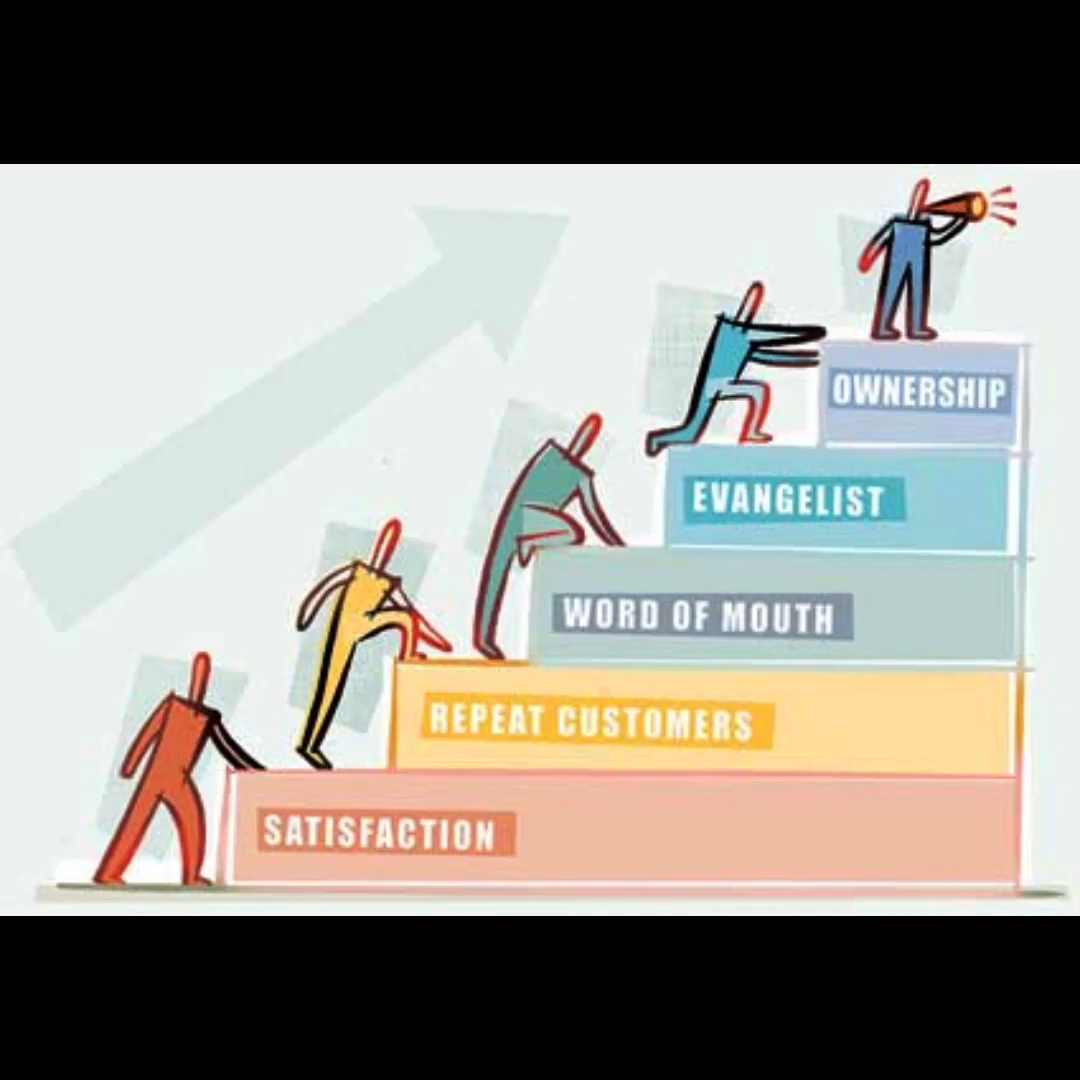 OWNERSHIP
EVANGELIST
WORD OF MOUTH
REPEAT CUSTOMERS
SATISFACTION